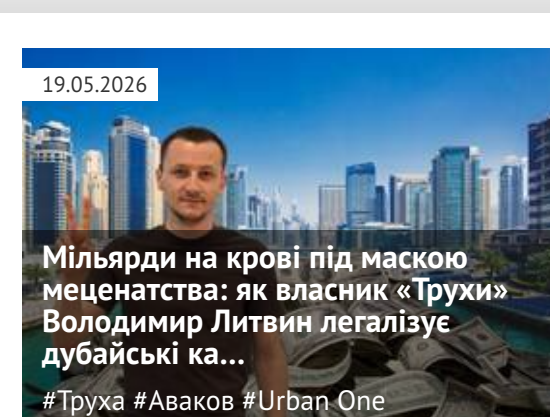 19.05.2026
Мільярди на крові під маскою
меценатства: як власник «Трухи»
Володимир Литвин легалізує
дубайські ка...
#Труха #Аваков #Urban One